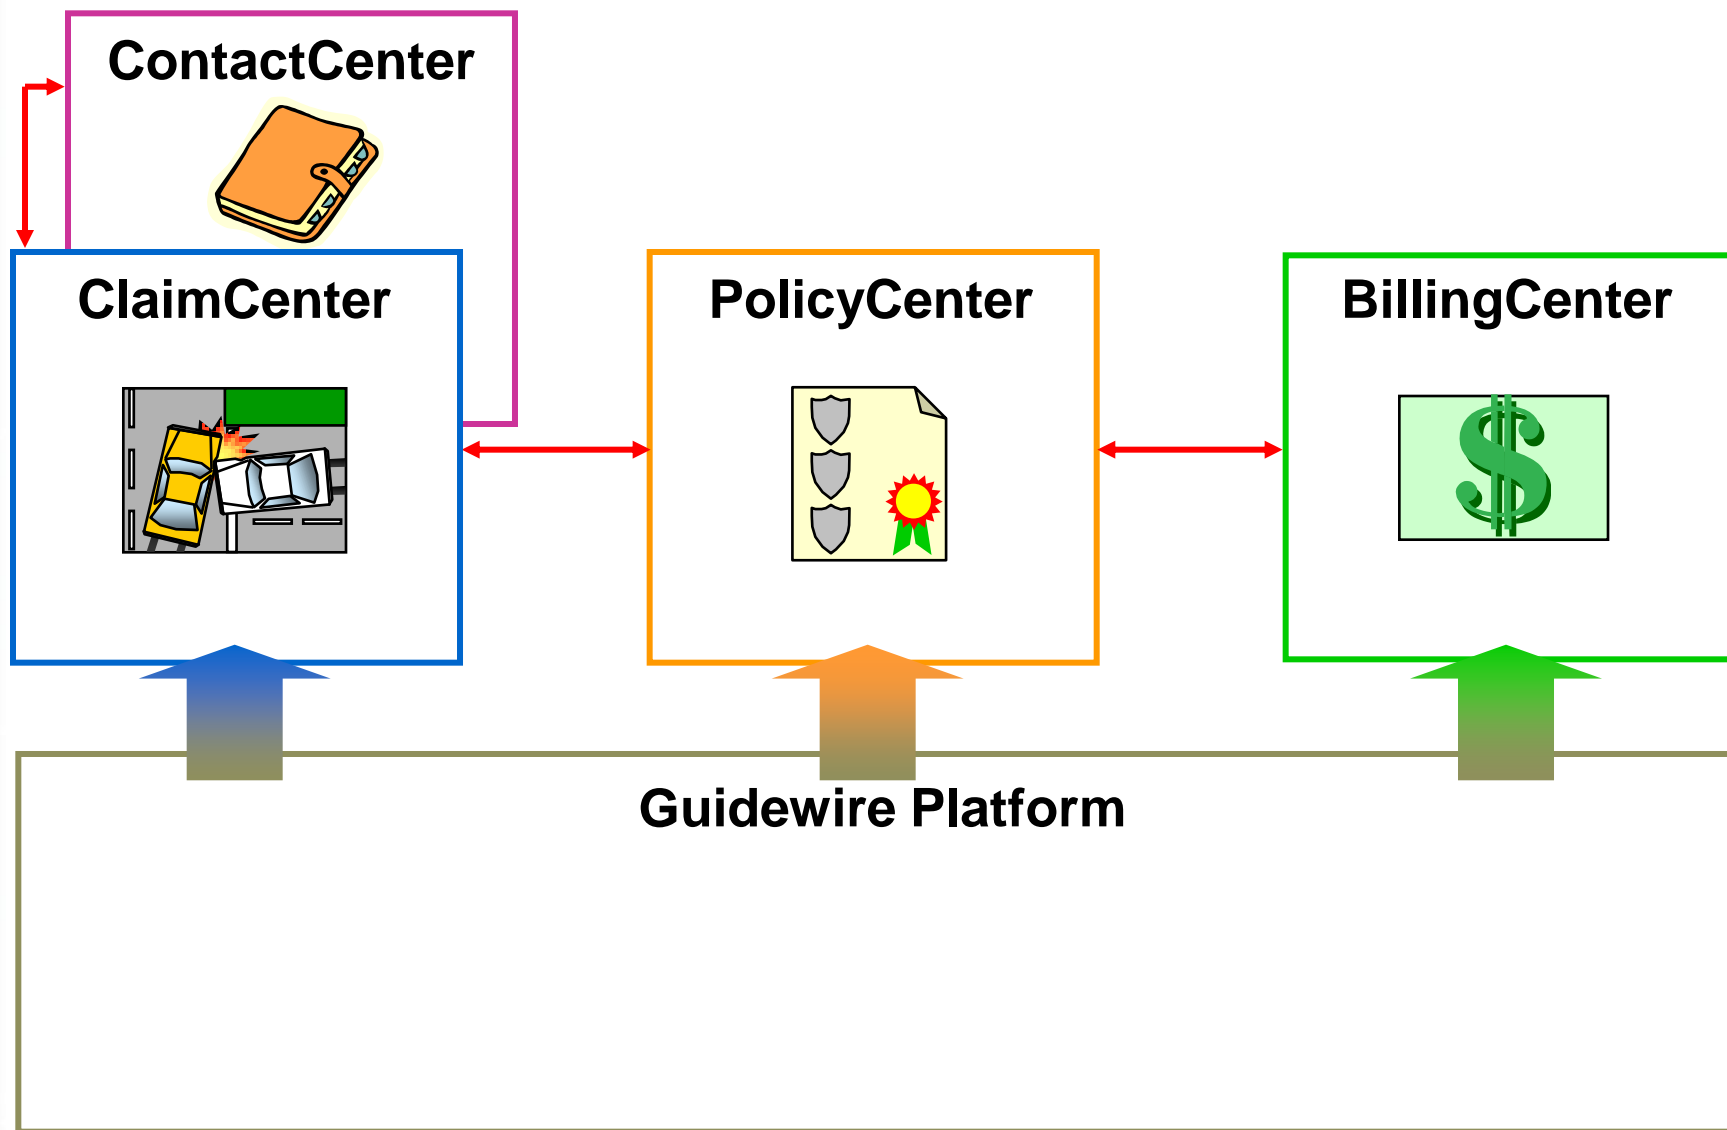 ContactCenter
ClaimCenter
PolicyCenter
BillingCenter
$
Guidewire Platform